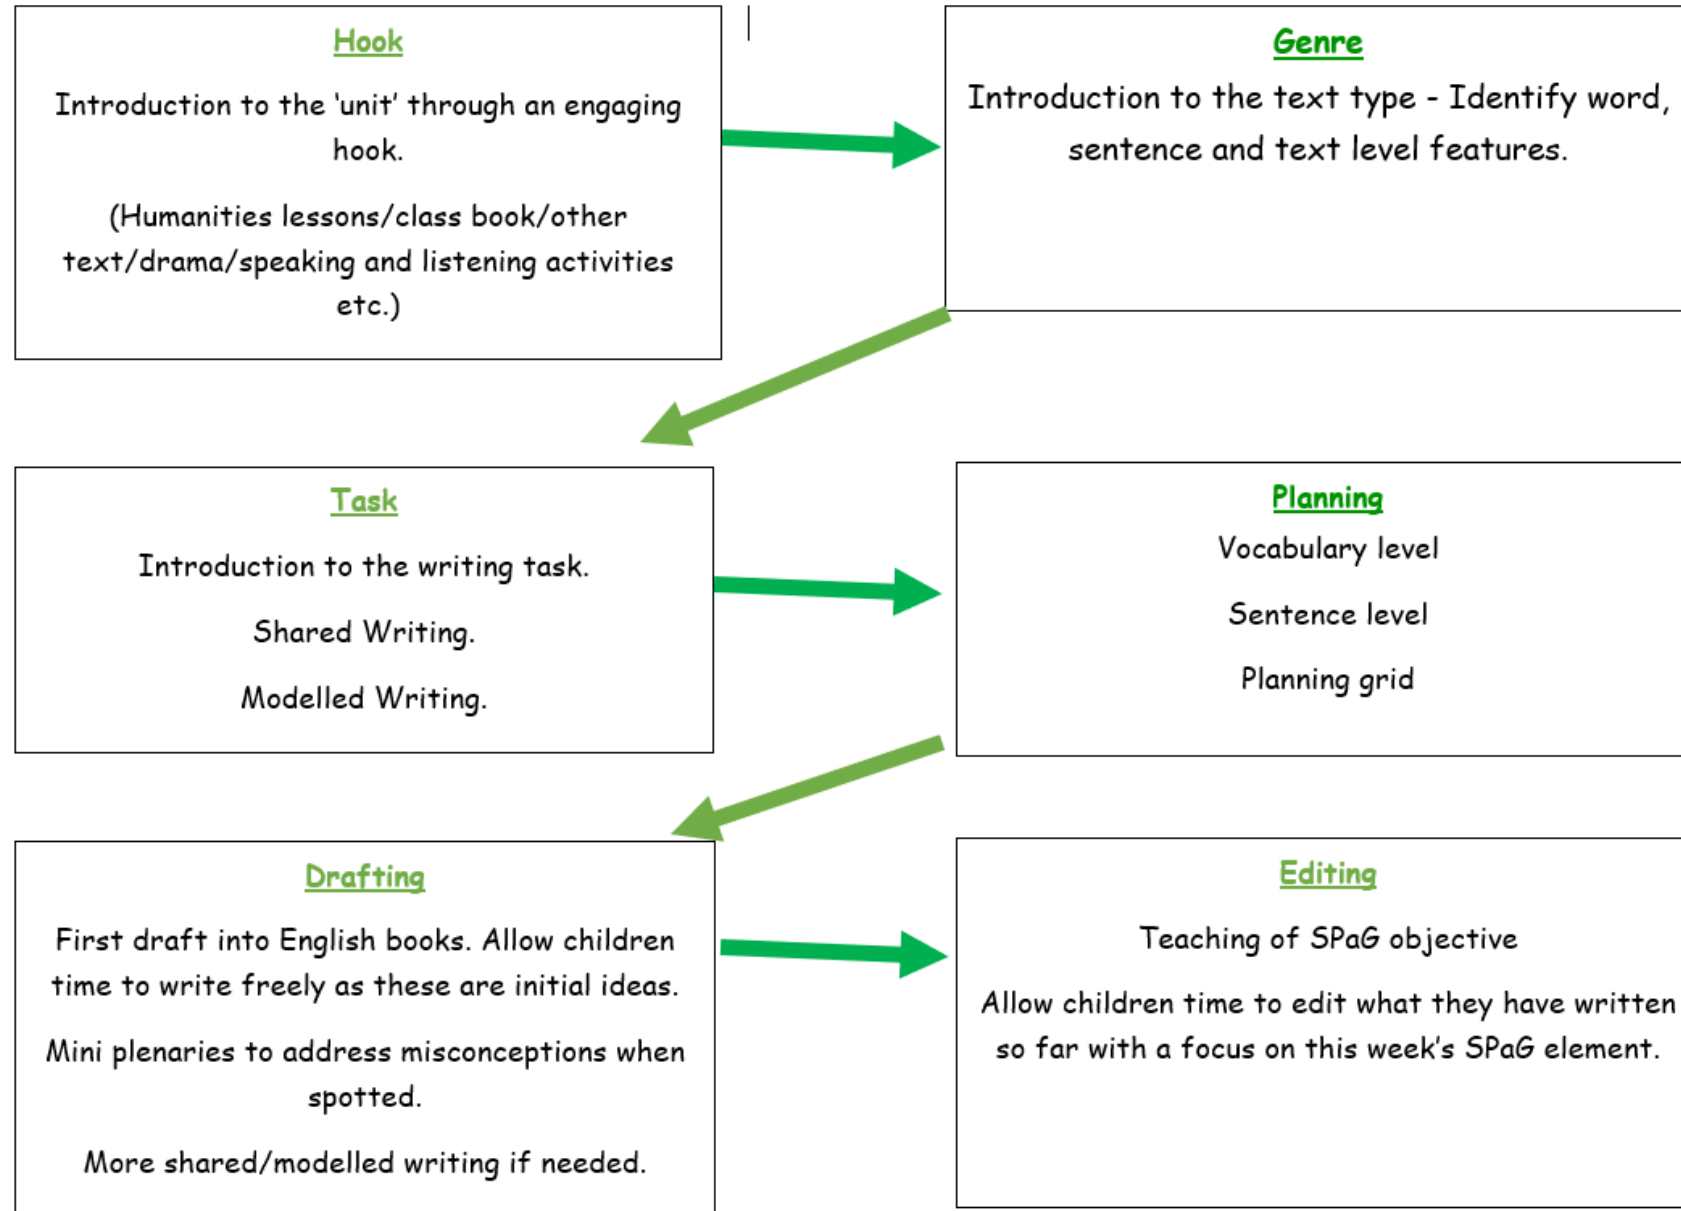 Hook
Introduction to the ‘unit’ through an engaging
hook.
(Humanities lessons/class book/other
text/drama/speaking and listening activities
etc.)
Genre
Introduction to the text type - Identify word,
sentence and text level features.
Task
Introduction to the writing task.
Shared Writing.
Modelled Writing.
Planning
Vocabulary level
Sentence level
Planning grid
Drafting
First draft into English books. Allow children
time to write freely as these are initial ideas.
Mini plenaries to address misconceptions when
spotted.
More shared/modelled writing if needed.
Editing
Teaching of SPaG objective
Allow children time to edit what they have written
so far with a focus on this week’s SPaG element.